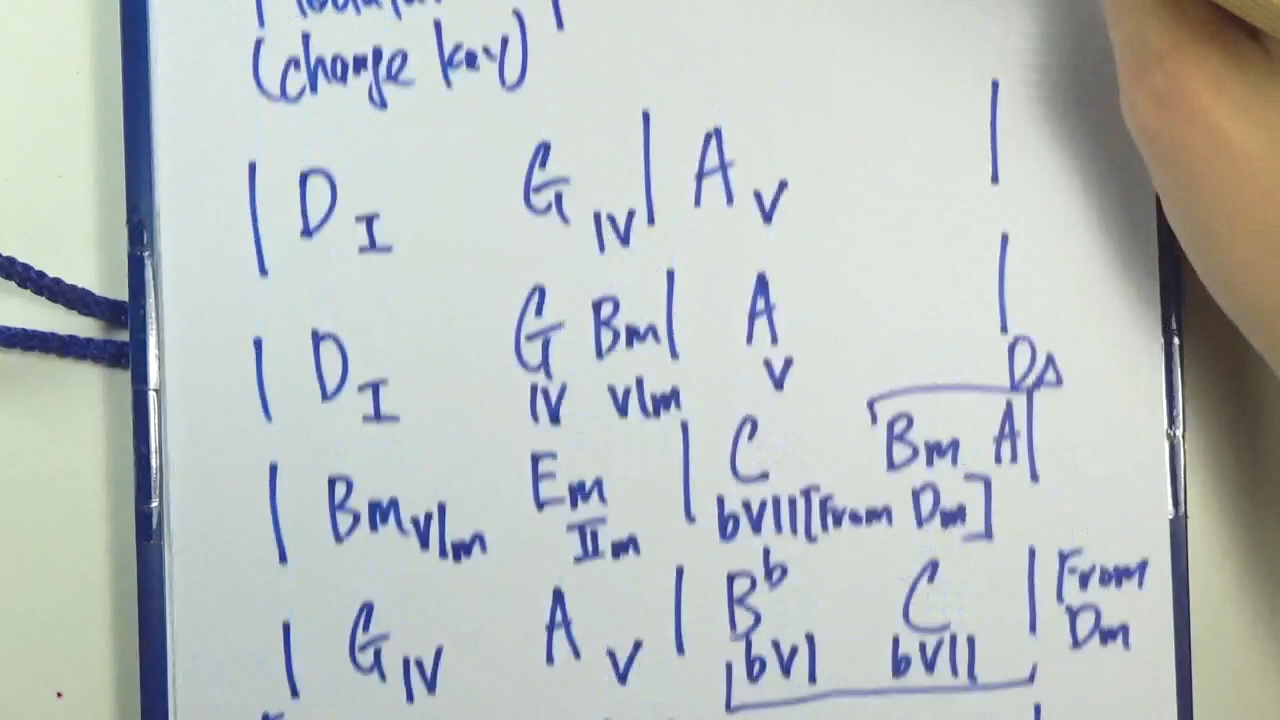 (change key)
| D I G IV | A V |
| D I G IV Bm VIm | A V |
| Bm VIm Em IIm | C bVII [From Dm] Bm A | D△
| G IV A V | Bb bVI C bVII | From Dm